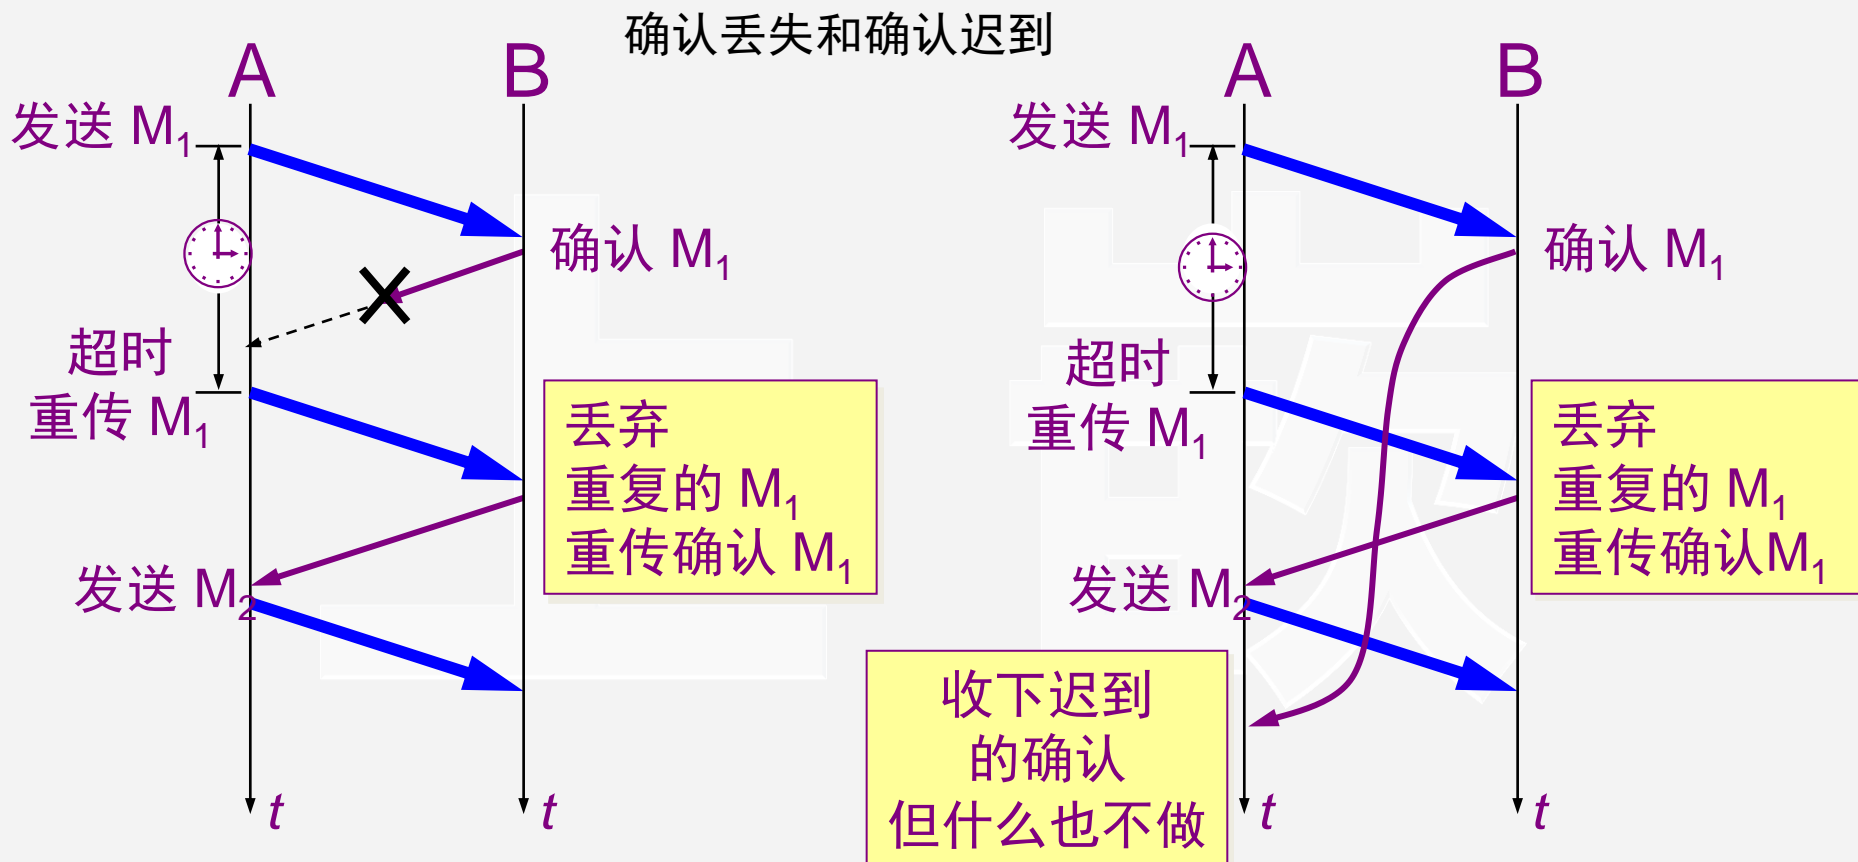 确认丢失和确认迟到
A
B
发送 M1
确认 M1
超时
重传 M1
丢弃
重复的 M1
重传确认 M1
发送 M2
t
t
A
B
发送 M1
确认 M1
超时
重传 M1
丢弃
重复的 M1
重传确认M1
发送 M2
收下迟到
的确认
但什么也不做
t
t